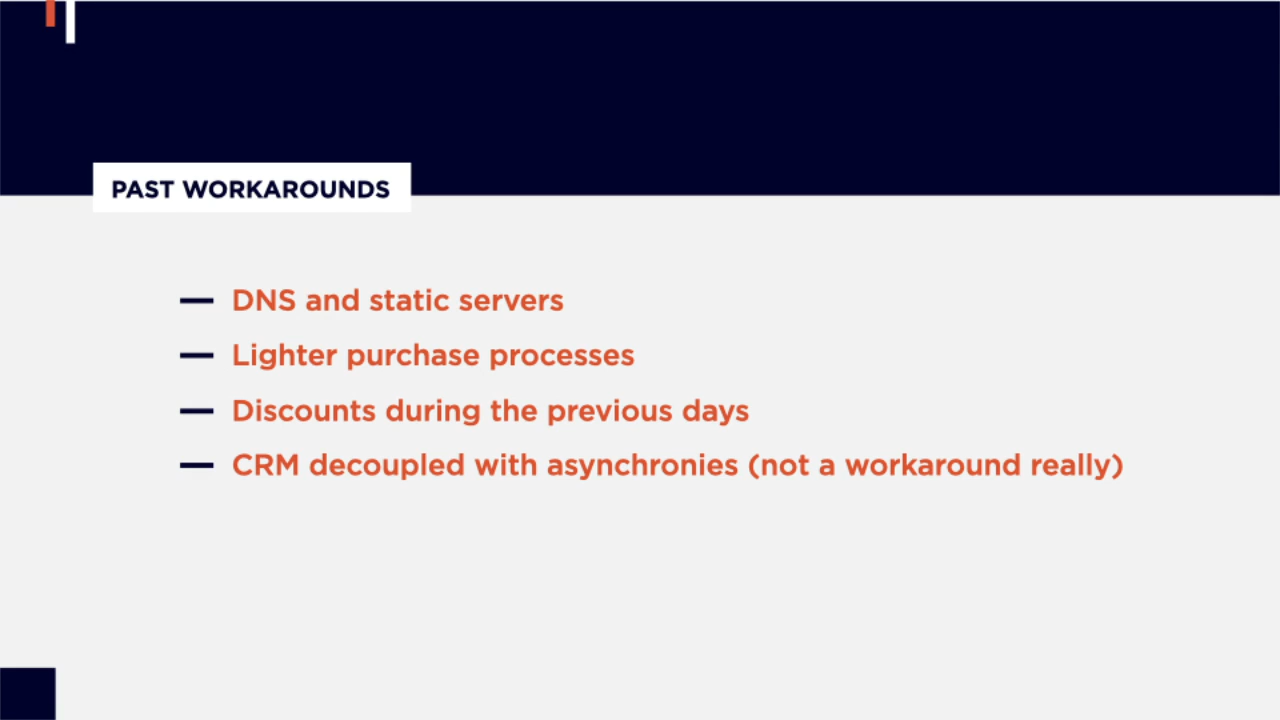 PAST WORKAROUNDS
— DNS and static servers
— Lighter purchase processes
— Discounts during the previous days
— CRM decoupled with asynchronies (not a workaround really)